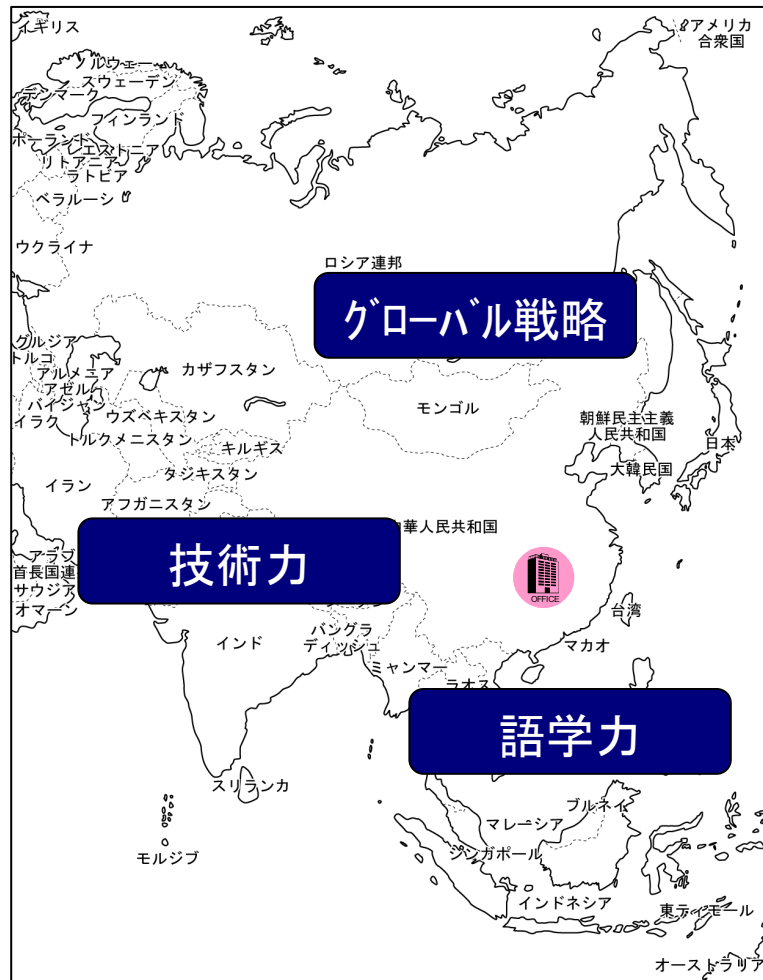 イギリス
アメリカ
合衆国
ノルウェー
スウェーデン
デンマーク
フィンランド
ポーランド
エストニア
リトアニア
ラトビア
ベラルーシ
ウクライナ
ロシア連邦
グローバル戦略
グルジア
トルコ
アルメニア
アゼル
バイジャン
イラク
カザフスタン
ウズベキスタン
トルクメニスタン
モンゴル
キルギス
タジキスタン
朝鮮民主主義
人民共和国
日本
大韓民国
イラン
アフガニスタン
華人民共和国
技術力
アラブ
首長国連
サウジア
オマーン
OFFICE
台湾
マカオ
インド
バングラ
ディッシュ
ミャンマー
ラオス
語学力
スリランカ
モルジブ
ブルネイ
マレーシア
シンガポール
インドネシア
東ティモール
オーストラリア